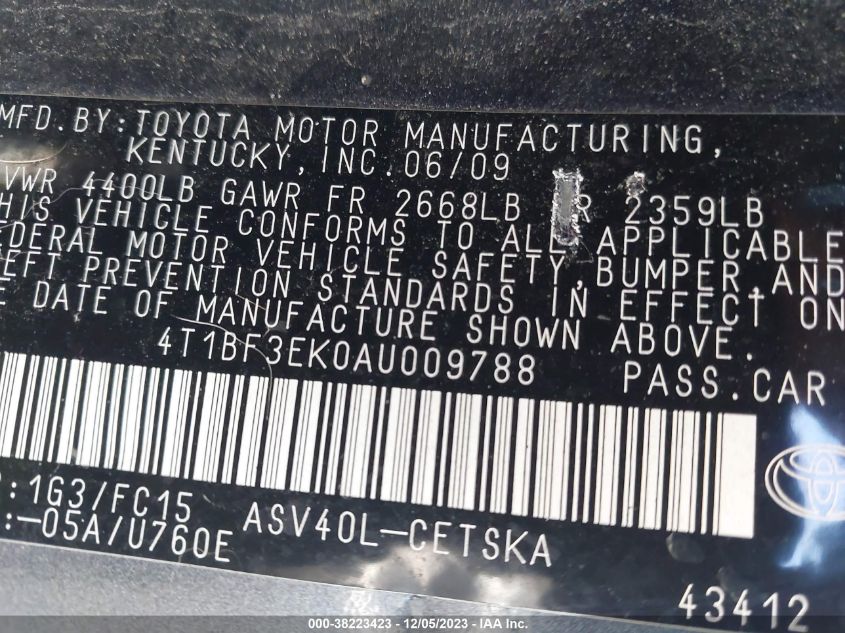 MFD.BY:TOYOTA MOTOR MANUFACTURING,
KENTUCKY, INC. 06/09
VWR 4400LB GAWR FR 2668LB R 2359LB
HIS VEHICLE CONFORMS TO ALL APPLICABLE
DERAL MOTOR VEHICLE SAFETY,BUMPER,AND
EFT PREVENTION STANDARDS IN EFFECT ON
E DATE OF MANUFACTURE SHOWN ABOVE.
4T1BF3EK0AU009788 PASS.CAR
:1G3/FC15 ASV40L-CETSKA
:-05A/U760E
43412
000-38223423 - 12/05/2023 - IAA Inc.